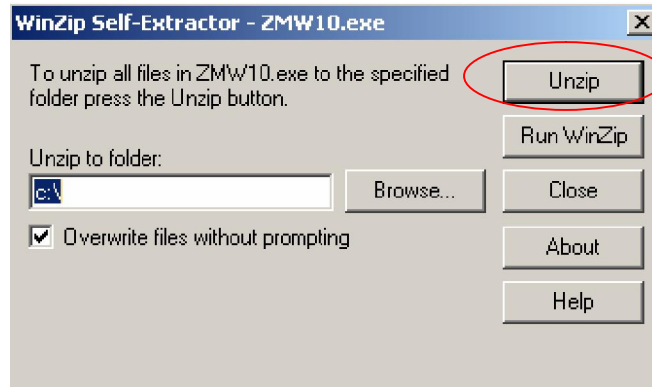 WinZip Self-Extractor - ZMW10.exe
To unzip all files in ZMW10.exe to the specified
folder press the Unzip button.
Unzip
Run WinZip
Unzip to folder:
c:\
Browse...
Close
Overwrite files without prompting
About
Help